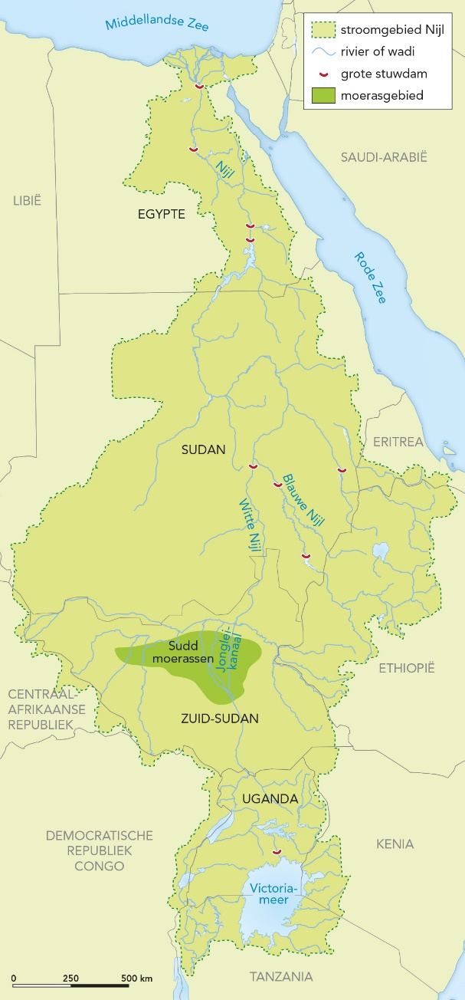 Middellandse Zee
stroomgebied Nijl
rivier of wadi
grote stuwdam
moerasgebied
SAUDI-ARABIË
Nijl
LIBIË
EGYPTE
Rode Zee
ERITREA
SUDAN
Blauwe Nijl
Witte Nijl
Sudd
moerassen
Jonglei-
kanaal
ETHIOPIË
CENTRAAL-
AFRIKAANSE
REPUBLIEK
ZUID-SUDAN
UGANDA
DEMOCRATISCHE
REPUBLIEK
CONGO
KENIA
Victoria-
meer
TANZANIA
0 250 500 km